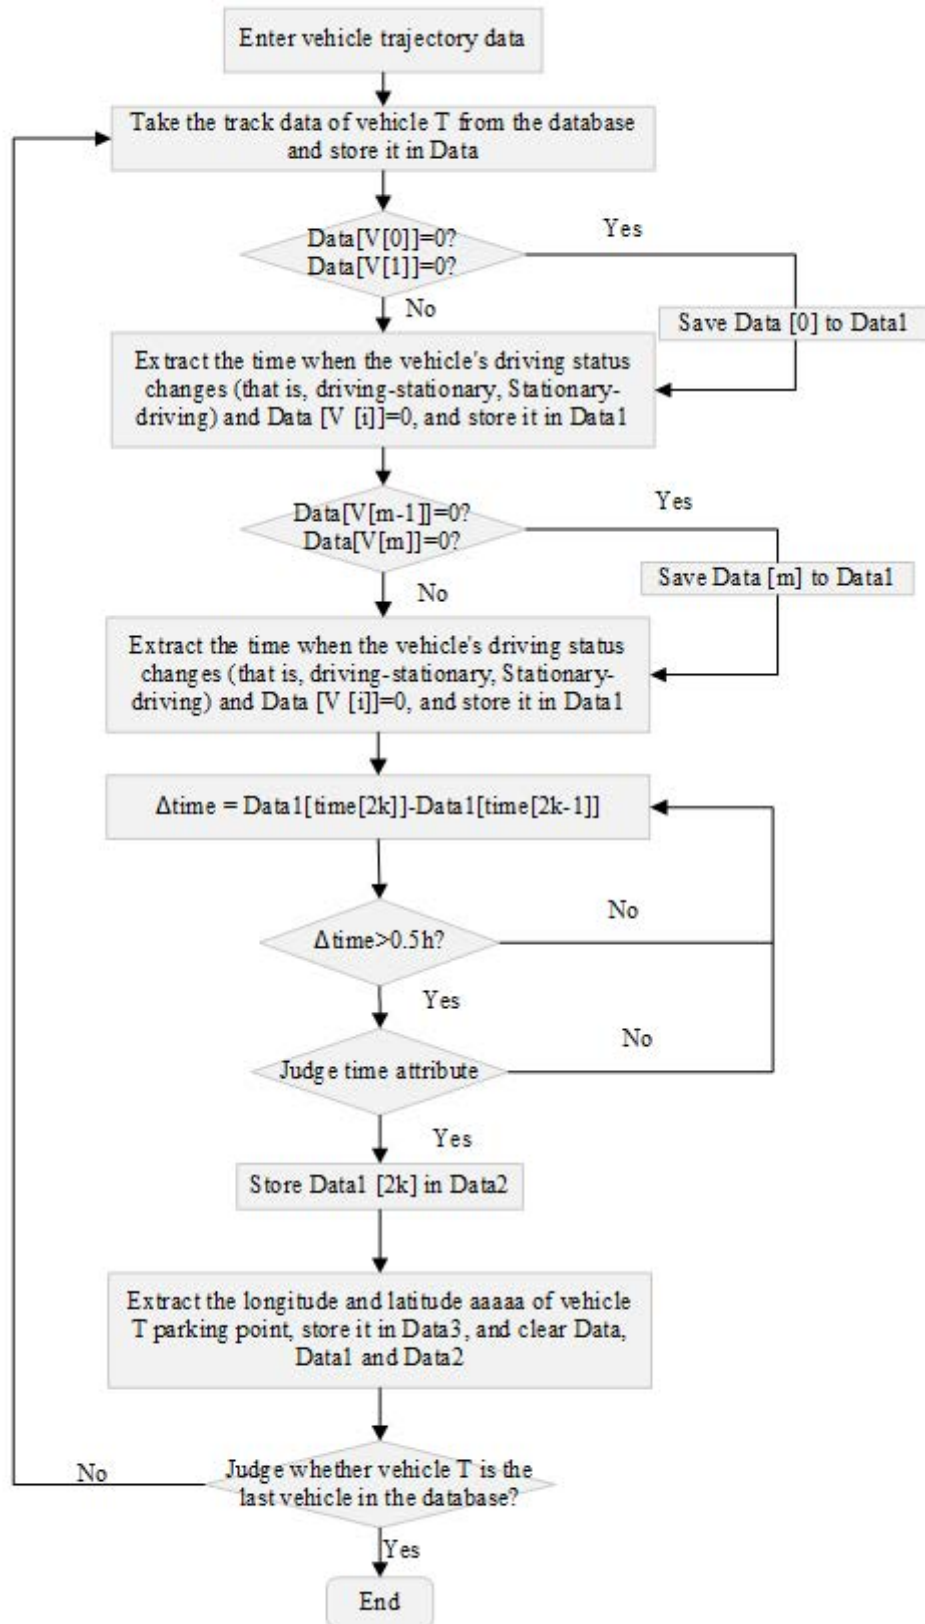 Enter vehicle trajectory data
Take the track data of vehicle T from the database
and store it in Data
Data[V[0]]=0?
Data[V[1]]=0?
Yes
No
Save Data [0] to Data1
Extract the time when the vehicle's driving status
changes (that is, driving-stationary, Stationary-
driving) and Data [V [i]]=0, and store it in Data1
Data[V[m-1]]=0?
Data[V[m]]=0?
Yes
No
Save Data [m] to Data1
Extract the time when the vehicle's driving status
changes (that is, driving-stationary, Stationary-
driving) and Data [V [i]]=0, and store it in Data1
Δtime = Data1[time[2k]]-Data1[time[2k-1]]
Δtime>0.5h?
No
Yes
Judge time attribute
No
Yes
Store Data1 [2k] in Data2
Extract the longitude and latitude aaaaa of vehicle
T parking point, store it in Data3, and clear Data,
Data1 and Data2
Judge whether vehicle T is the
last vehicle in the database?
No
Yes
End